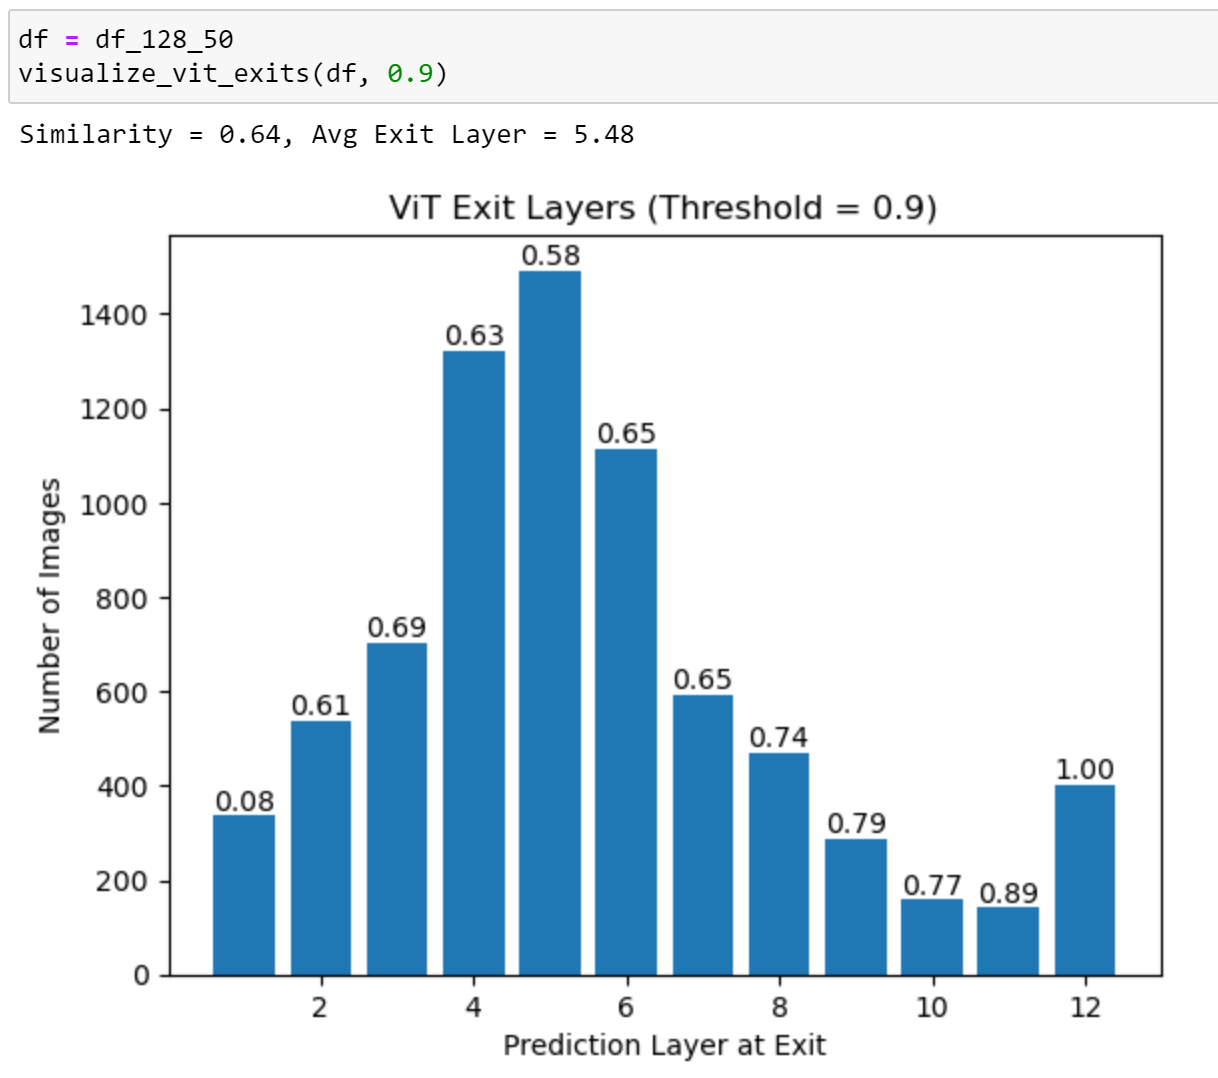 df = df_128_50
visualize_vit_exits(df, 0.9)
Similarity = 0.64, Avg Exit Layer = 5.48
ViT Exit Layers (Threshold = 0.9)
0.58
1400
0.63
1200
0.65
1000
Number of Images
800
0.69
0.65
600
0.61
0.74
1.00
400
0.08
0.79
200
0.77
0.89
0
2 4 6 8 10 12
Prediction Layer at Exit